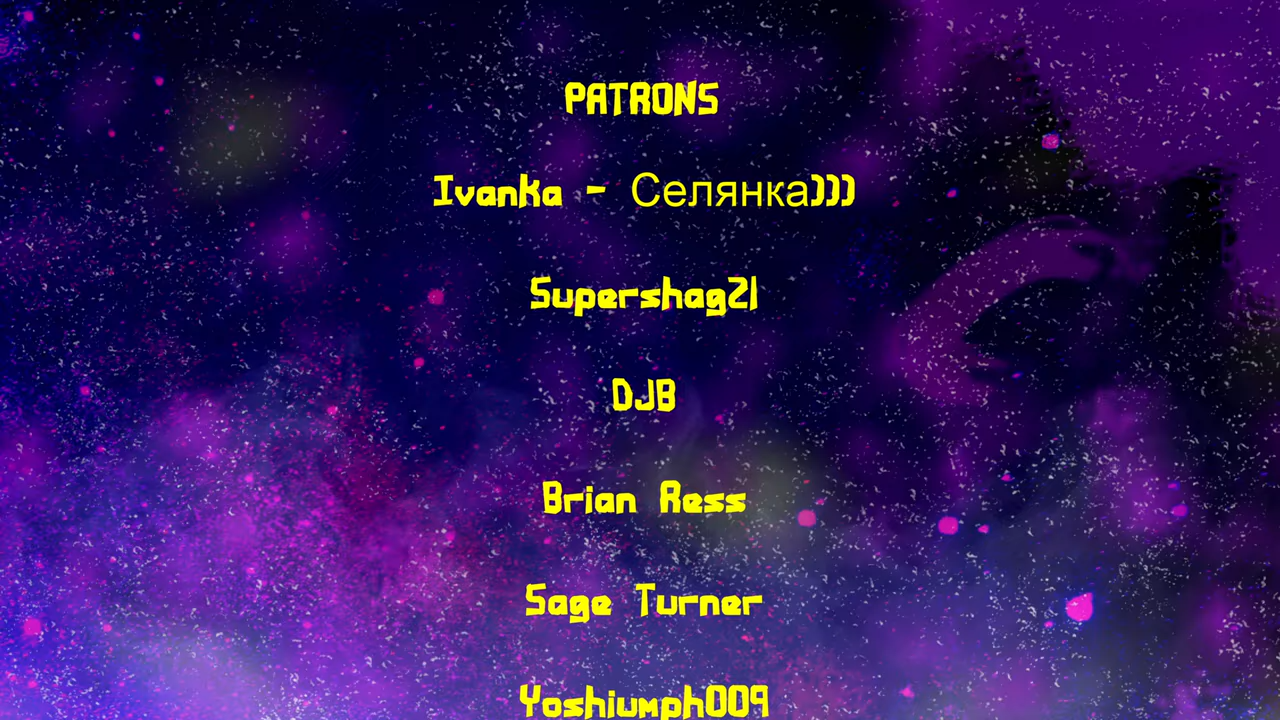 PATRONS
Ivanka - Селянка)))
Supershag21
DJB
Brian Ress
Sage Turner
Yoshiumph009